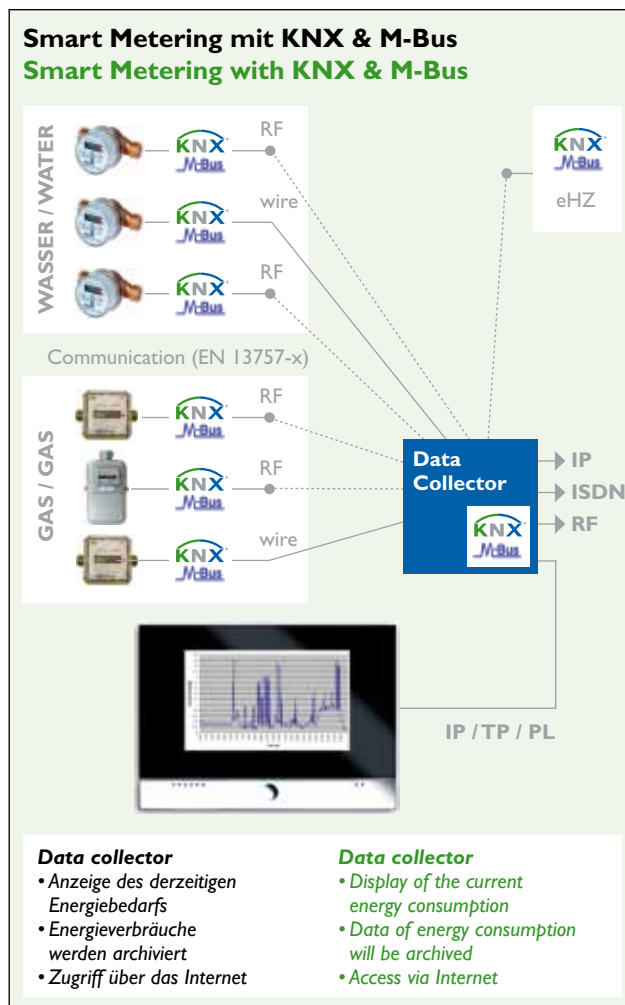 Smart Metering mit KNX & M-Bus
Smart Metering with KNX & M-Bus
WASSER / WATER
KNX
M-Bus
RF
KNX
M-Bus
wire
KNX
M-Bus
RF
KNX
M-Bus
eHZ
Communication (EN 13757-x)
GAS / GAS
KNX
M-Bus
RF
KNX
M-Bus
RF
KNX
M-Bus
wire
Data
Collector
KNX
M-Bus
IP
ISDN
RF
IP / TP / PL
Data collector
• Anzeige des derzeitigen
Energiebedarfs
• Energieverbräuche
werden archiviert
• Zugriff über das Internet
Data collector
• Display of the current
energy consumption
• Data of energy consumption
will be archived
• Access via Internet